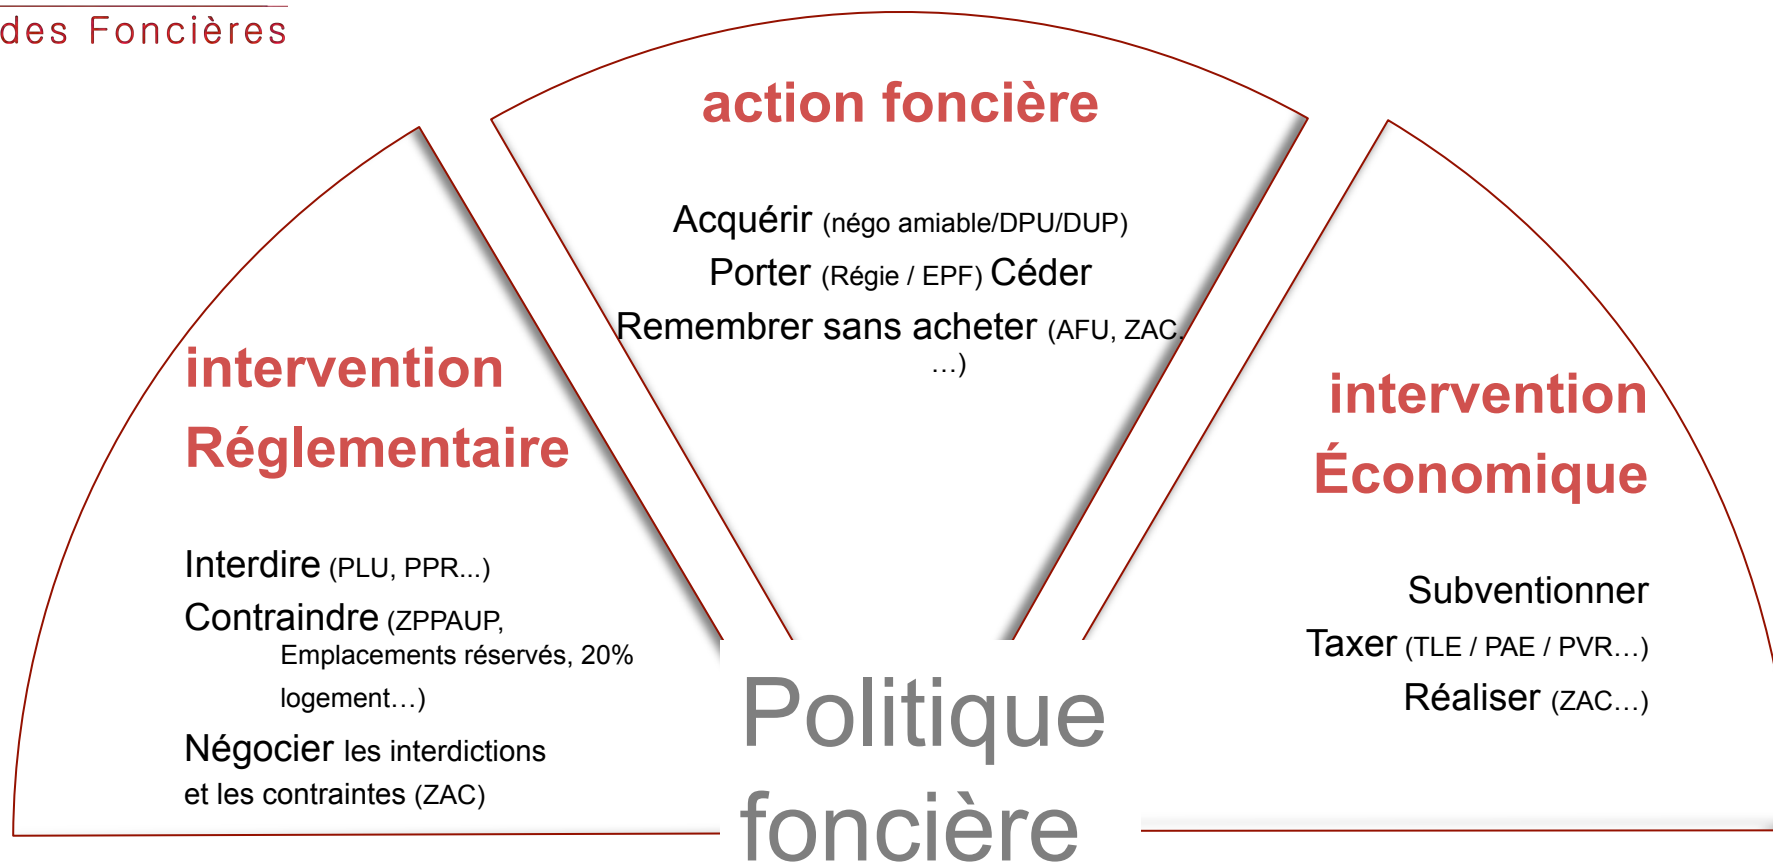 des Foncières
action foncière
Acquérir (négo amiable/DPU/DUP)
Porter (Régie / EPF) Céder
Remembrer sans acheter (AFU, ZAC,
…)
intervention
Réglementaire
Interdire (PLU, PPR...)
Contraindre (ZPPAUP,
Emplacements réservés, 20%
logement…)
Négocier les interdictions
et les contraintes (ZAC)
intervention
Économique
Subventionner
Taxer (TLE / PAE / PVR…)
Réaliser (ZAC…)
Politique
foncière